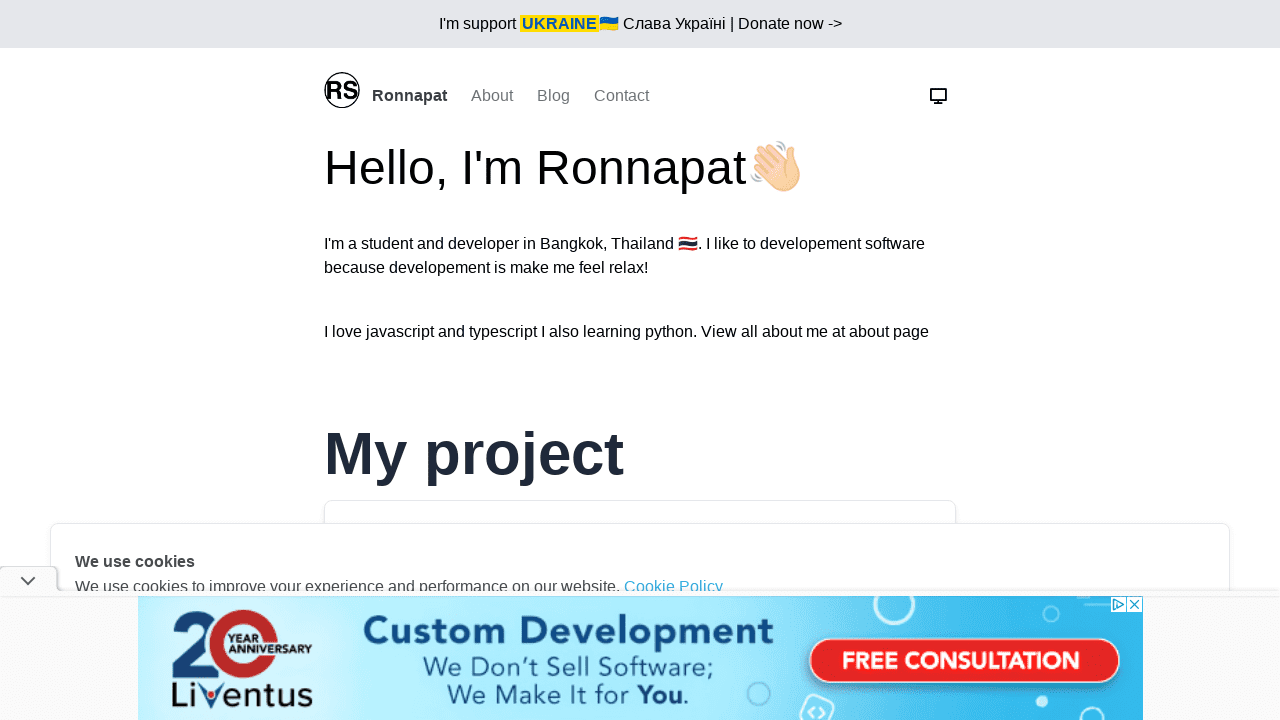 I'm support UKRAINE🇺🇦 Слава Україні | Donate now ->
RS Ronnapat About Blog Contact
Hello, I'm Ronnapat👋🏻
I'm a student and developer in Bangkok, Thailand 🇹🇭. I like to developement software
because developement is make me feel relax!
I love javascript and typescript I also learning python. View all about me at about page
My project
We use cookies
We use cookies to improve your experience and performance on our website. Cookie Policy
20 YEAR ANNIVERSARY
LiVentus
Custom Development
We Don't Sell Software;
We Make It for You.
FREE CONSULTATION